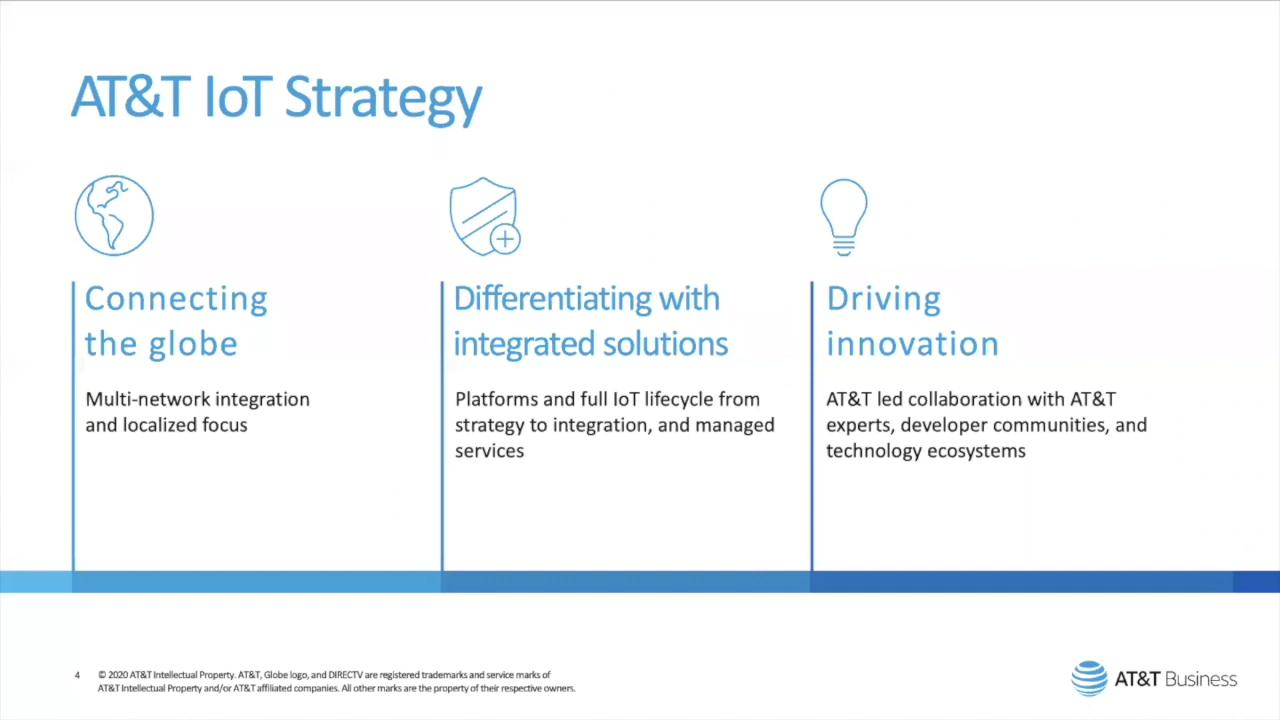 AT&T IoT Strategy
Connecting
the globe
Multi-network integration
and localized focus
Differentiating with
integrated solutions
Platforms and full IoT lifecycle from
strategy to integration, and managed
services
Driving
innovation
AT&T led collaboration with AT&T
experts, developer communities, and
technology ecosystems
4
© 2020 AT&T Intellectual Property. AT&T, Globe logo, and DIRECTV are registered trademarks and service marks of
AT&T Intellectual Property and/or AT&T affiliated companies. All other marks are the property of their respective owners.
AT&T Business